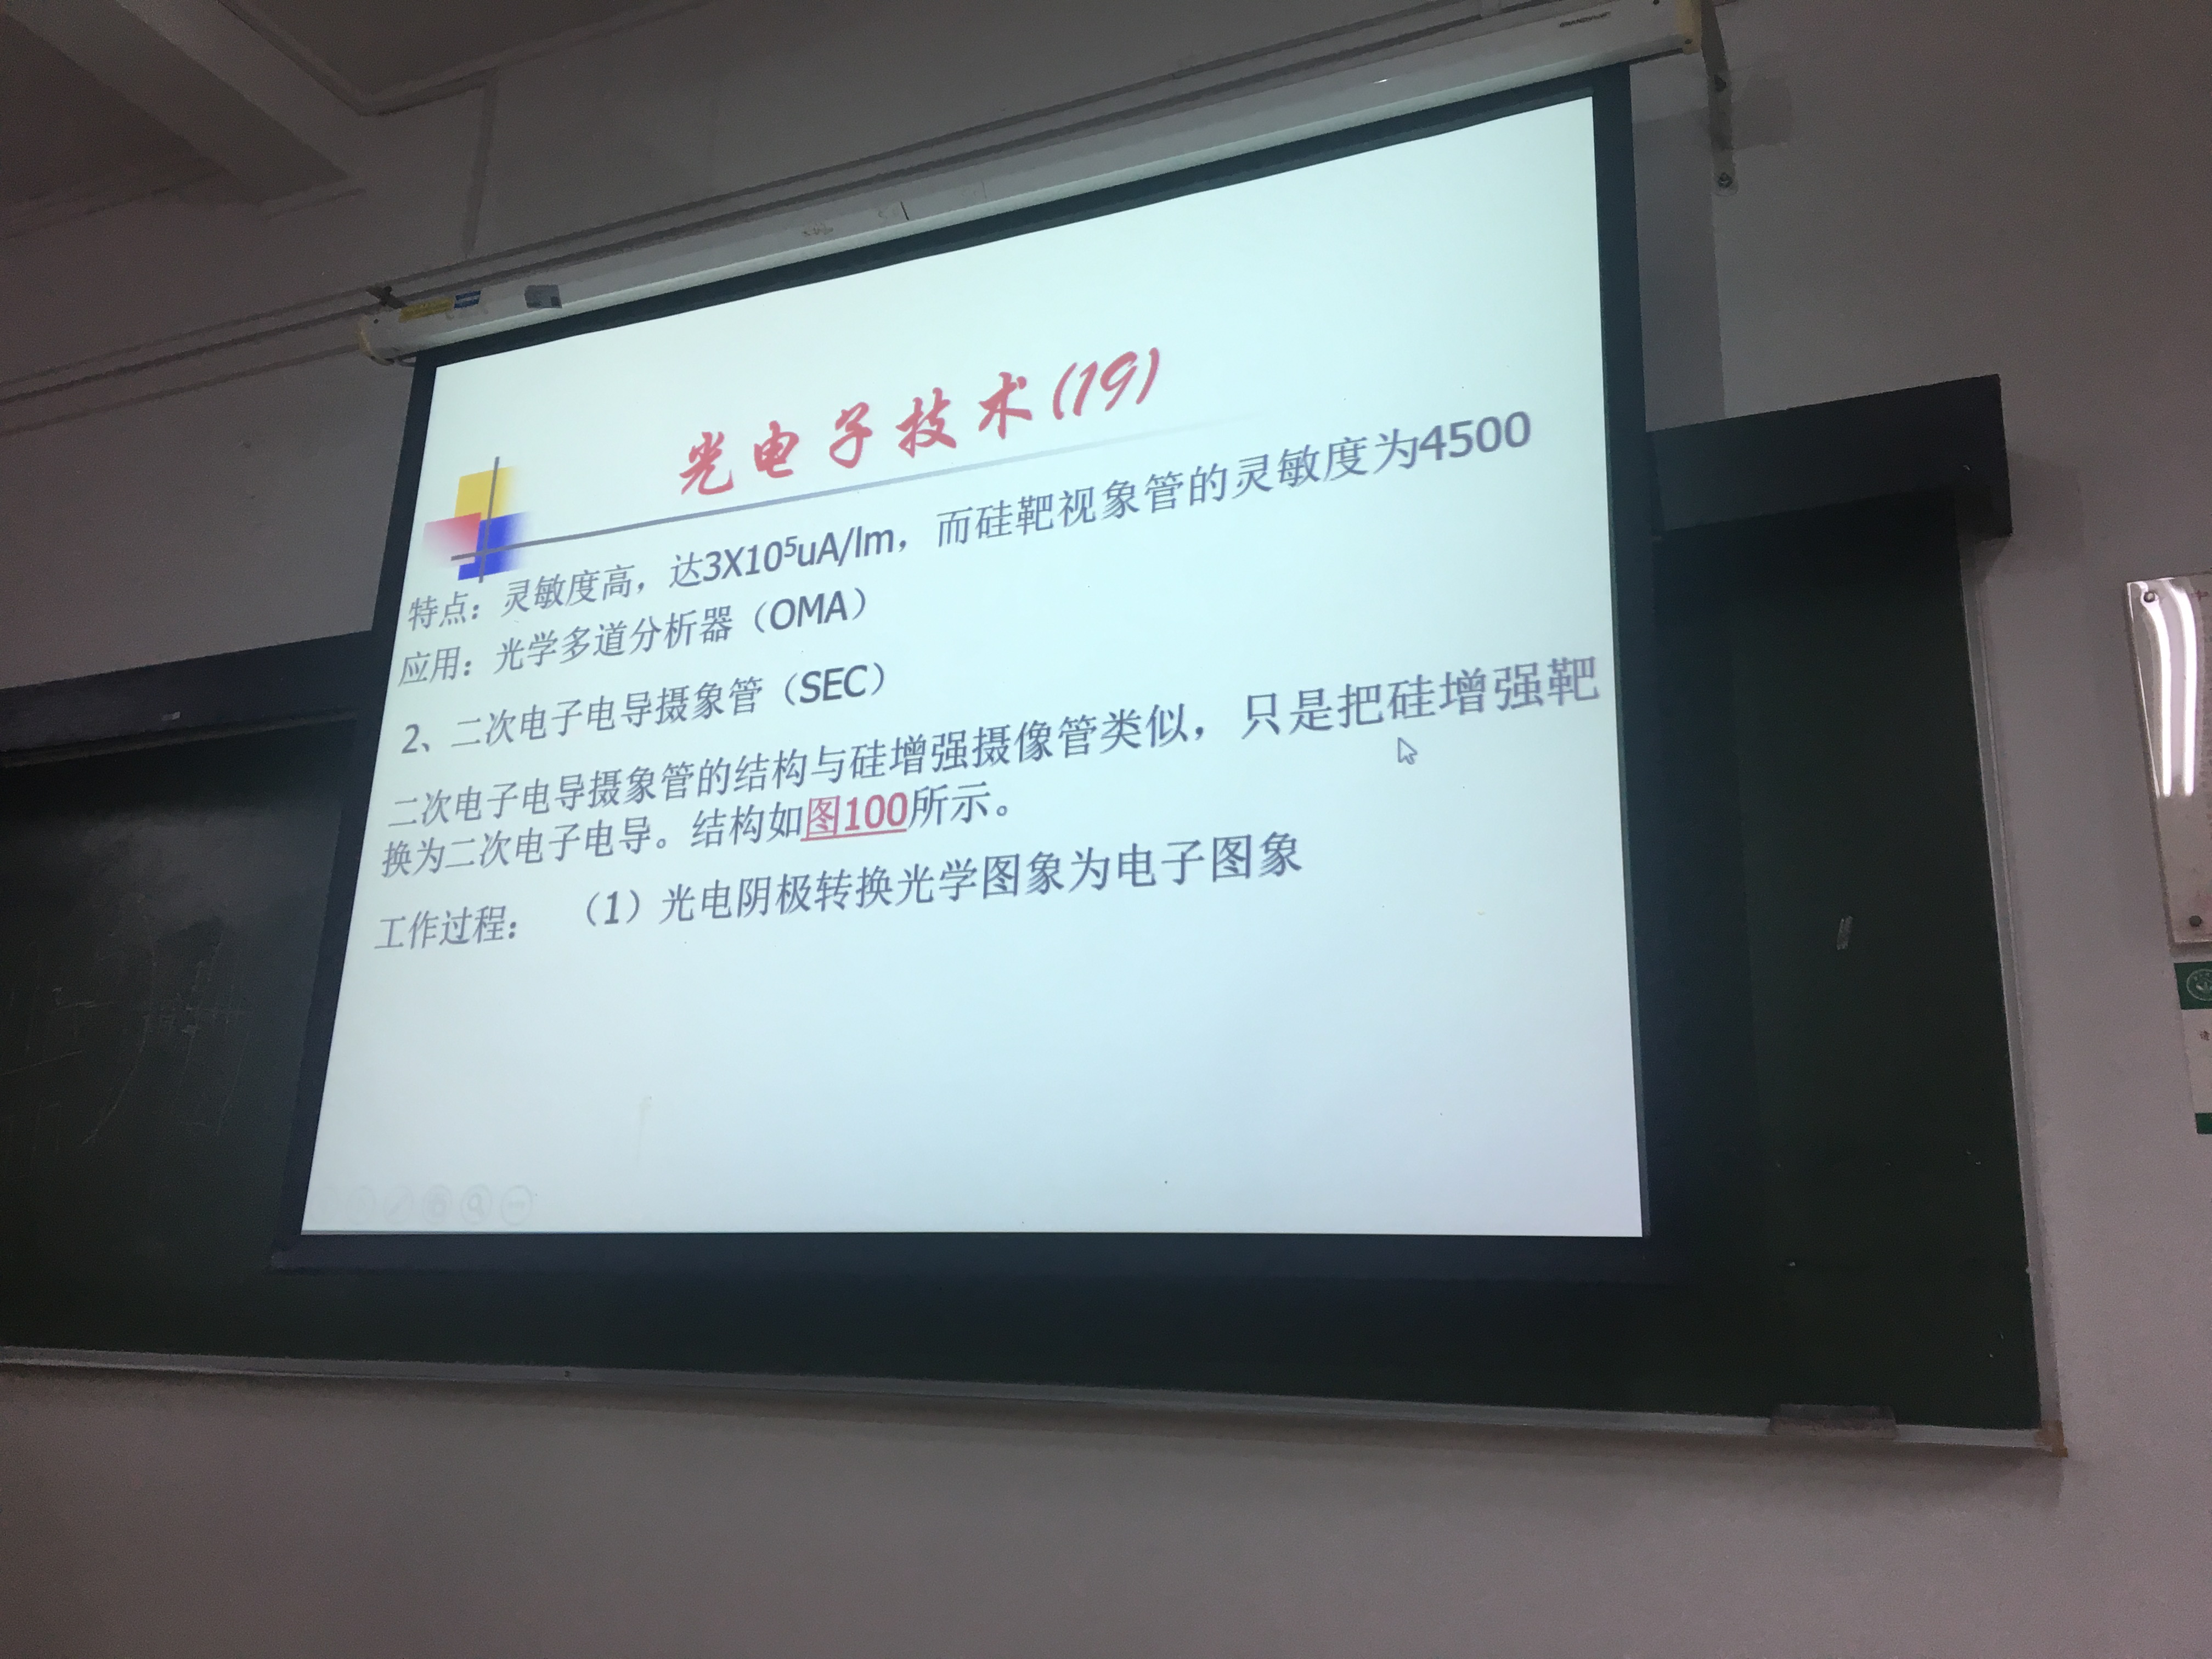 光电子技术(19)
特点：灵敏度高，达3X10⁵uA/lm，而硅靶视象管的灵敏度为4500
应用：光学多道分析器（OMA）
2、二次电子电导摄象管（SEC）
二次电子电导摄象管的结构与硅增强摄像管类似，只是把硅增强靶
换为二次电子电导。结构如图100所示。
工作过程： （1）光电阴极转换光学图象为电子图象